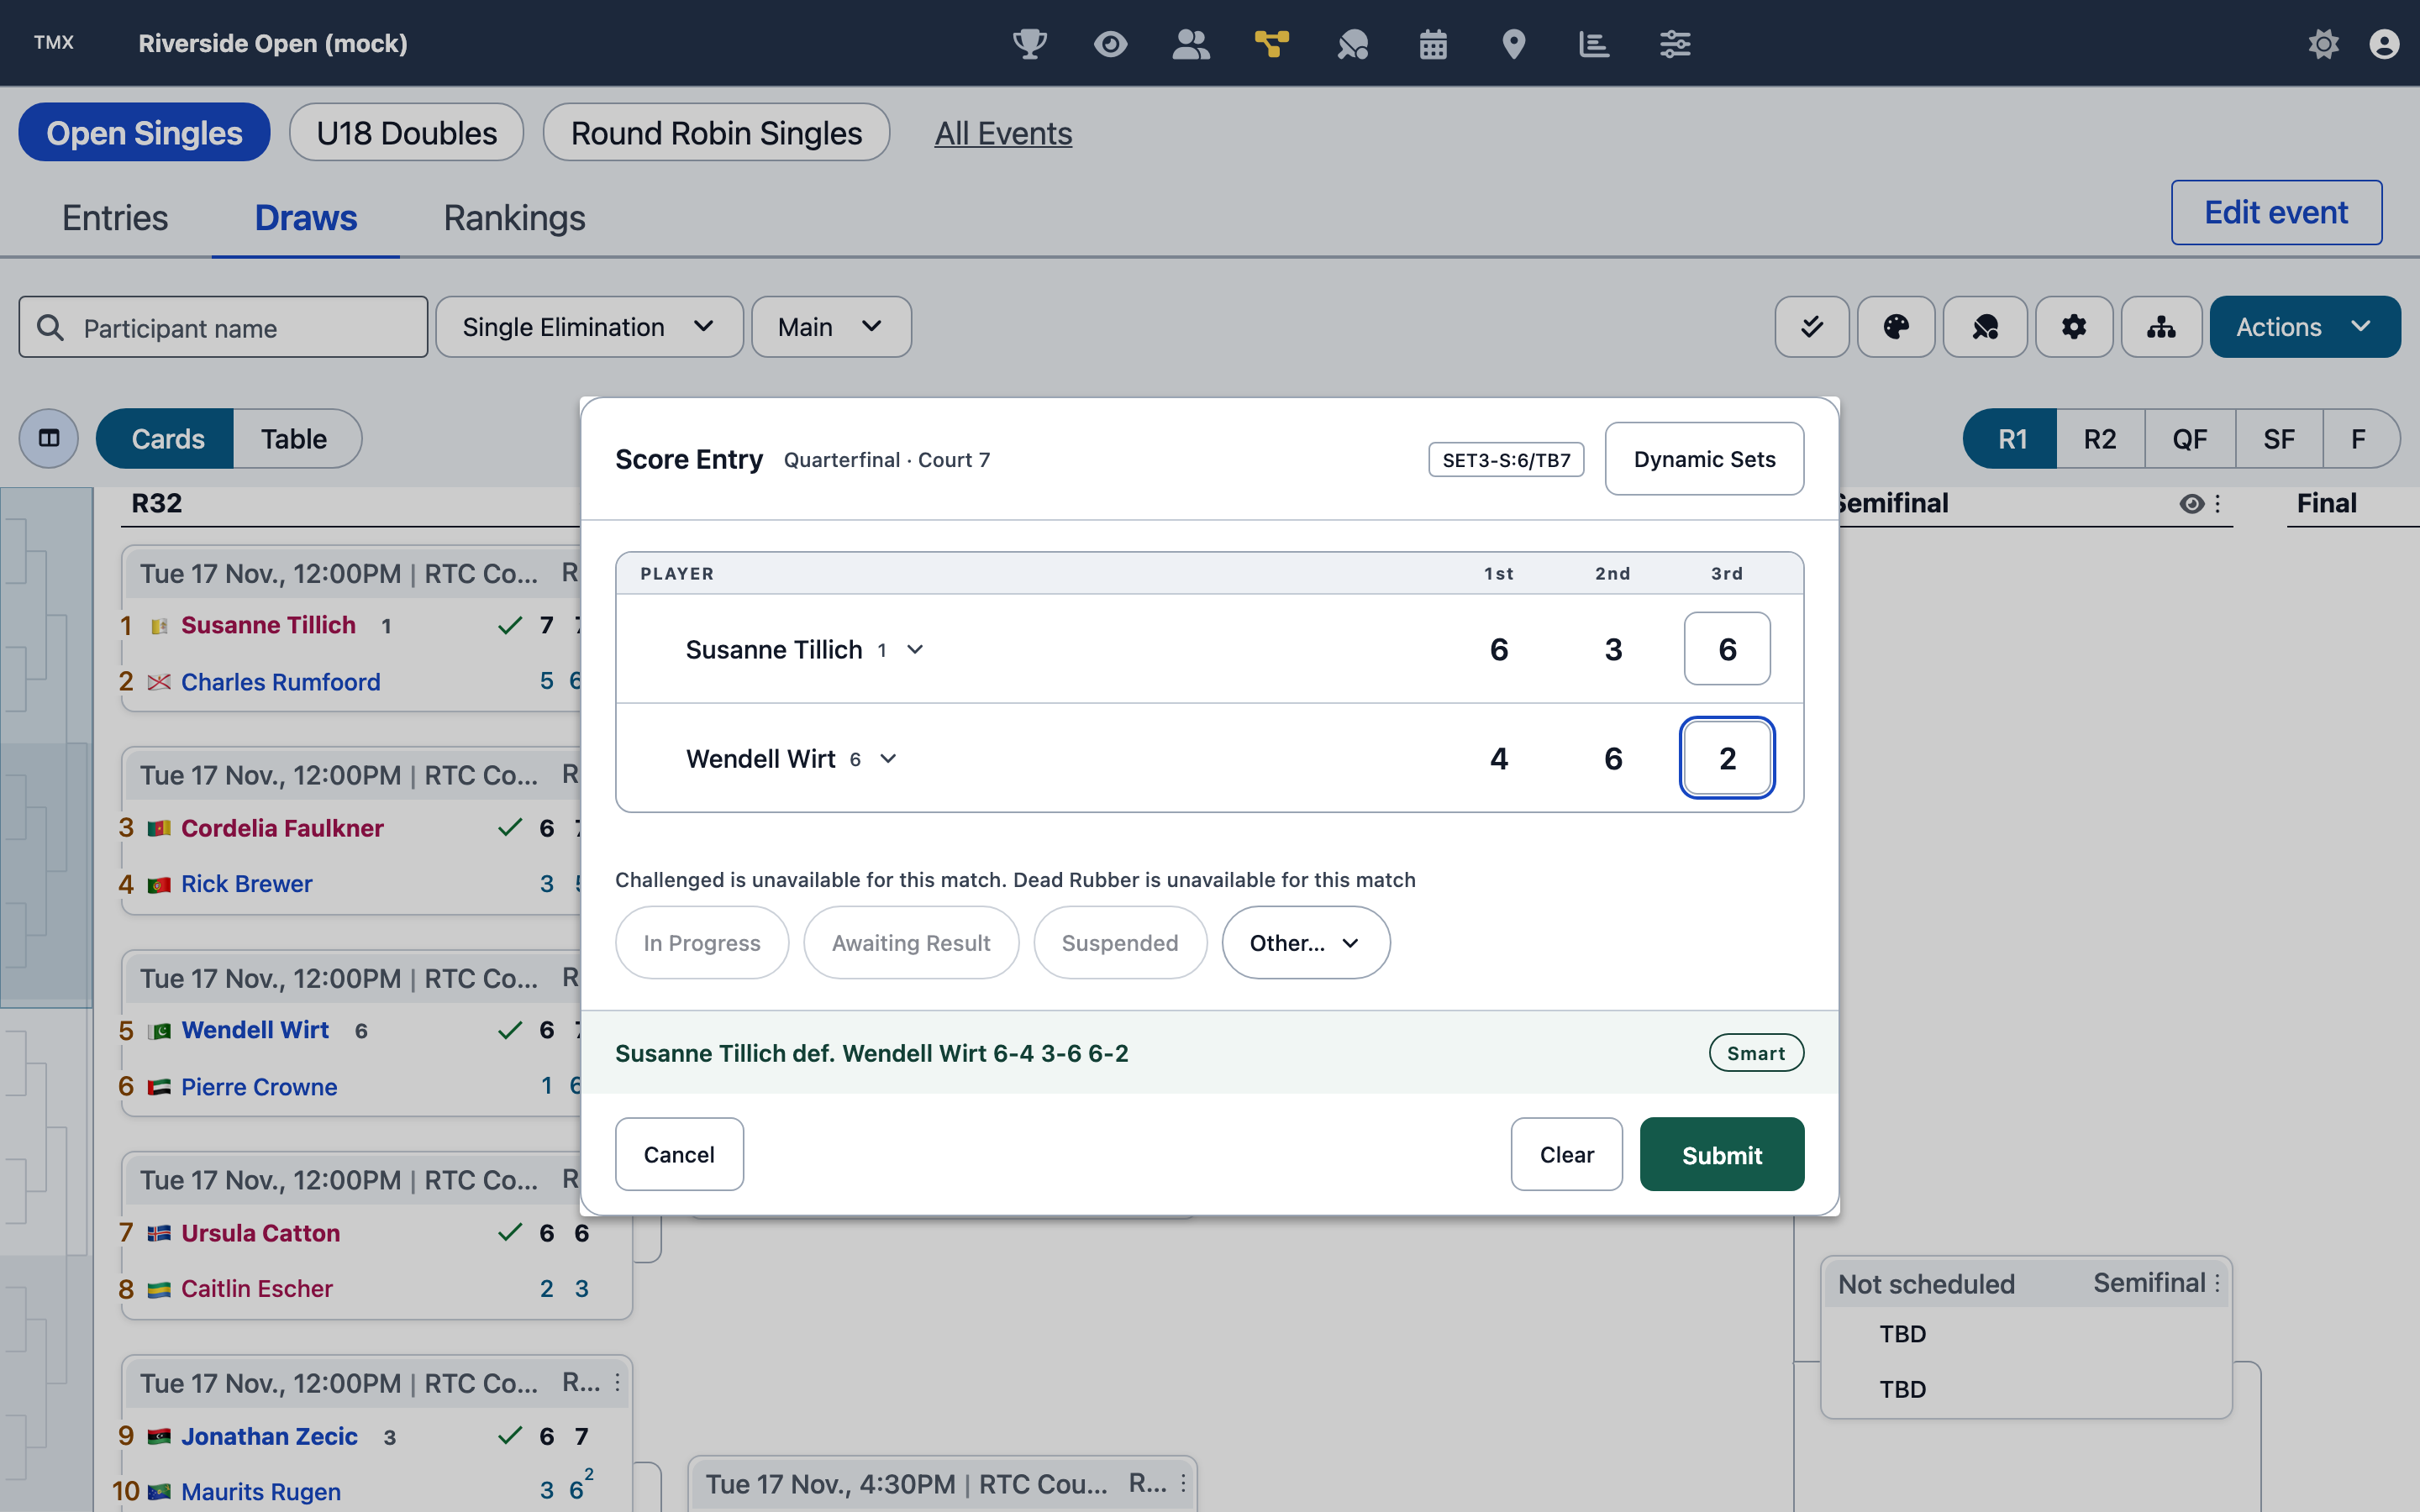 TMX Riverside Open (mock)
Open Singles U18 Doubles Round Robin Singles All Events
Entries Draws Rankings Edit event
Participant name Single Elimination Main Actions
Cards Table R1 R2 QF SF F
R32 Semifinal Final
Score Entry Quarterfinal · Court 7 SET3-S:6/TB7 Dynamic Sets
PLAYER 1st 2nd 3rd
Susanne Tillich 1 6 3 6
Wendell Wirt 6 4 6 2
Challenged is unavailable for this match. Dead Rubber is unavailable for this match
In Progress Awaiting Result Suspended Other...
Susanne Tillich def. Wendell Wirt 6-4 3-6 6-2 Smart
Cancel Clear Submit
Tue 17 Nov., 12:00PM | RTC Co... R
1 Susanne Tillich 1 7
2 Charles Rumfoord 5 6
Tue 17 Nov., 12:00PM | RTC Co... R
3 Cordelia Faulkner 6
4 Rick Brewer 3
Tue 17 Nov., 12:00PM | RTC Co... R
5 Wendell Wirt 6 6
6 Pierre Crowne 1 6
Tue 17 Nov., 12:00PM | RTC Co... R
7 Ursula Catton 6 6
8 Caitlin Escher 2 3
Tue 17 Nov., 12:00PM | RTC Co... R...
9 Jonathan Zecic 3 6 7
10 Maurits Rugen 3 6 2
Tue 17 Nov., 4:30PM | RTC Cou... R...
Not scheduled Semifinal
TBD
TBD